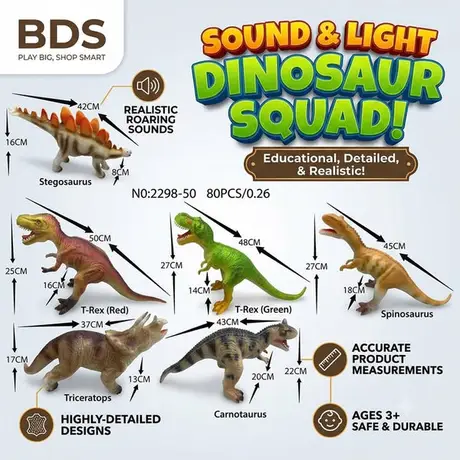 BDS
PLAY BIG, SHOP SMART
SOUND & LIGHT
DINOSAUR
SQUAD!
Educational, Detailed,
& Realistic!
REALISTIC
ROARING
SOUNDS
42CM
16CM
8CM
Stegosaurus
N0:2298-50 80PCS/0.26
50CM
25CM
16CM
T-Rex (Red)
48CM
27CM
14CM
T-Rex (Green)
45CM
27CM
18CM
Spinosaurus
37CM
17CM
13CM
Triceratops
43CM
20CM
22CM
Carnotaurus
ACCURATE
PRODUCT
MEASUREMENTS
HIGHLY-DETAILED
DESIGNS
AGES 3+
SAFE & DURABLE